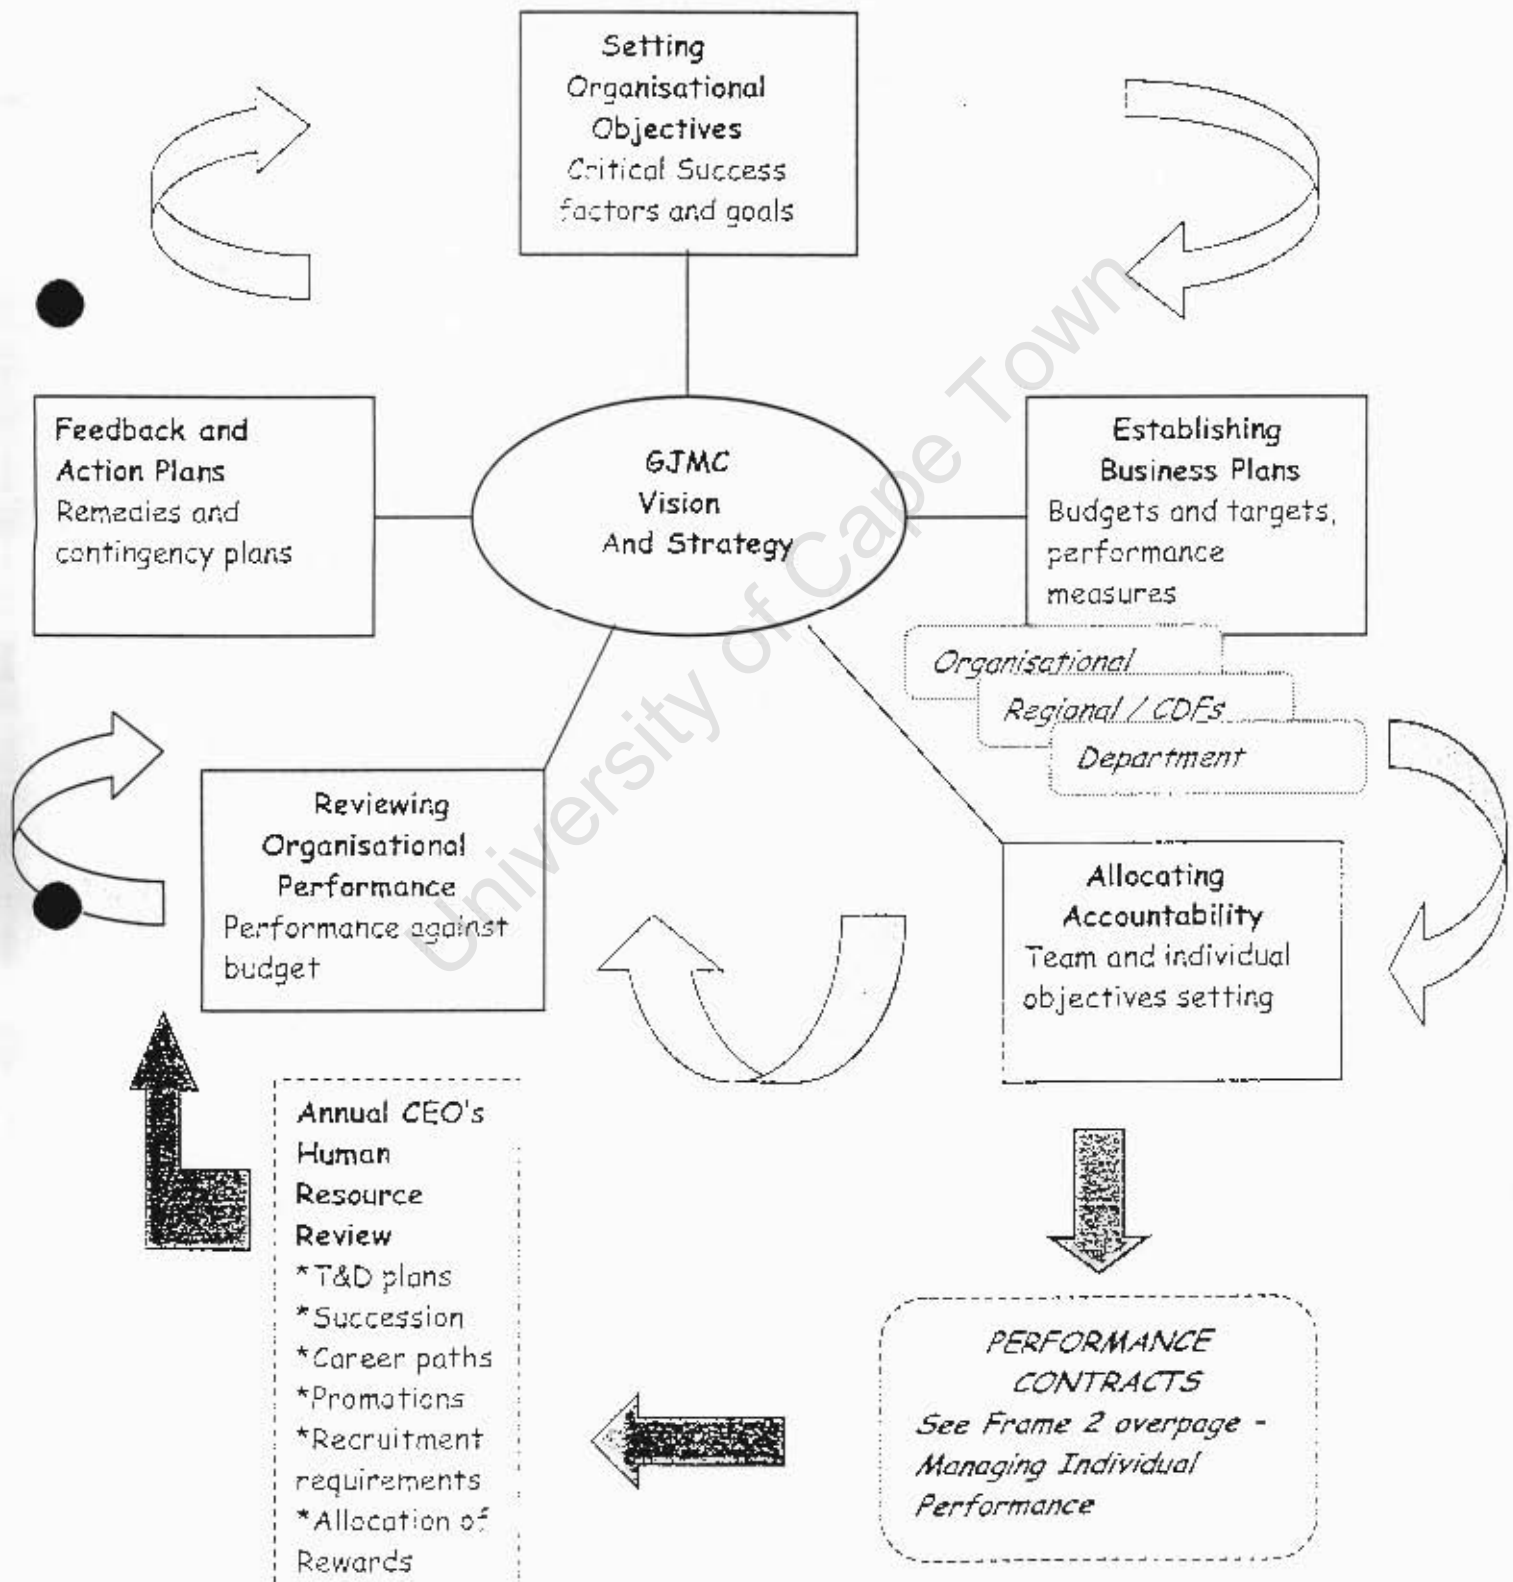 Setting
Organisational
Objectives
Critical Success
factors and goals
Feedback and
Action Plans
Remedies and
contingency plans
GJMC
Vision
And Strategy
Establishing
Business Plans
Budgets and targets,
performance
measures
Organisational
Regional / CDFs
Department
Reviewing
Organisational
Performance
Performance against
budget
Allocating
Accountability
Team and individual
objectives setting
Annual CEO's
Human
Resource
Review
*T&D plans
*Succession
*Career paths
*Promotions
*Recruitment
requirements
*Allocation of
Rewards
PERFORMANCE
CONTRACTS
See Frame 2 overpage -
Managing Individual
Performance
University of Cape Town